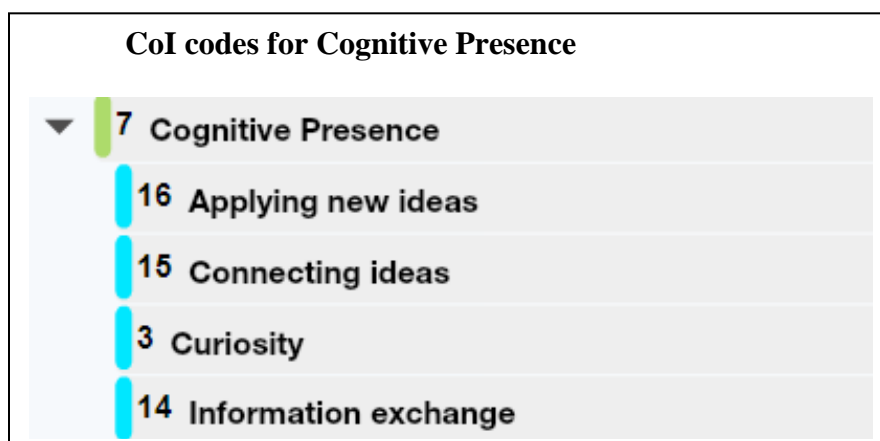 CoI codes for Cognitive Presence
7 Cognitive Presence
16 Applying new ideas
15 Connecting ideas
3 Curiosity
14 Information exchange